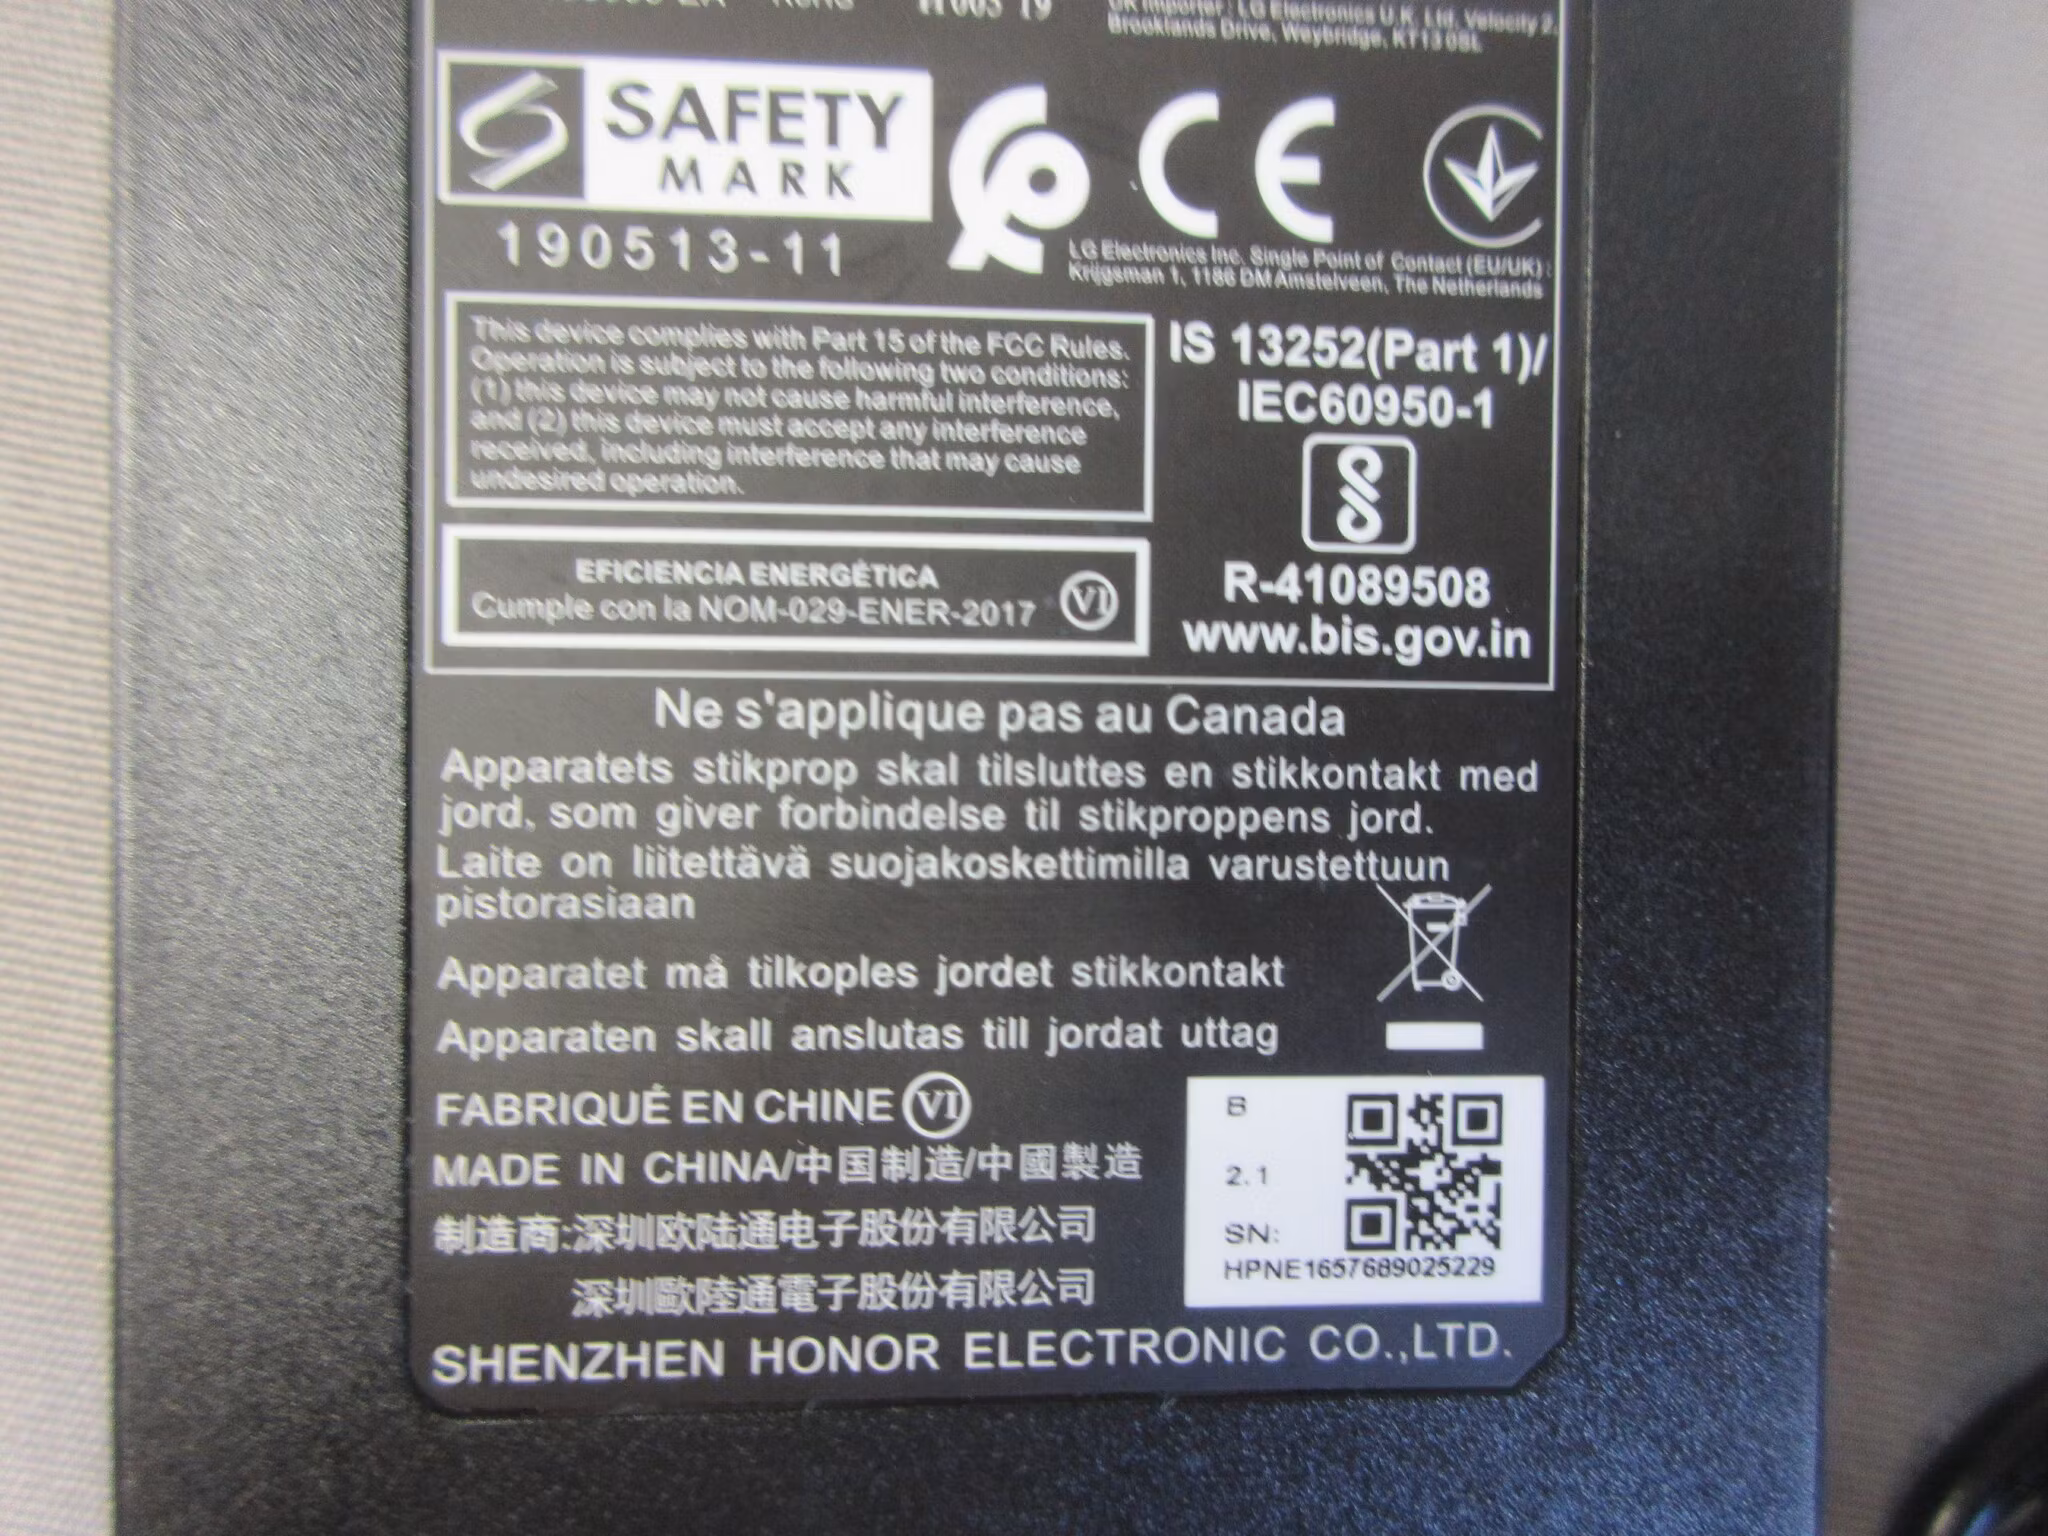 UK Importer : LG Electronics U.K. Ltd. Velocity 2,
Brooklands Drive, Weybridge, KT13 0SL
SAFETY
MARK
190513-11
CE
LG Electronics Inc. Single Point of Contact (EU/UK) :
Krijgsman 1, 1186 DM Amstelveen, The Netherlands
This device complies with Part 15 of the FCC Rules.
Operation is subject to the following two conditions:
(1) this device may not cause harmful interference,
and (2) this device must accept any interference
received, including interference that may cause
undesired operation.
IS 13252(Part 1)/
IEC60950-1
R-41089508
www.bis.gov.in
EFICIENCIA ENERGÉTICA
Cumple con la NOM-029-ENER-2017
VI
Ne s'applique pas au Canada
Apparatets stikprop skal tilsluttes en stikkontakt med
jord, som giver forbindelse til stikproppens jord.
Laite on liitettävä suojakoskettimilla varustettuun
pistorasiaan
Apparatet må tilkoples jordet stikkontakt
Apparaten skall anslutas till jordat uttag
FABRIQUÉ EN CHINE VI
MADE IN CHINA/中国制造/中國製造
制造商:深圳欧陆通电子股份有限公司
深圳歐陸通電子股份有限公司
SHENZHEN HONOR ELECTRONIC CO.,LTD.
B
2.1
SN:
HPNE1657689025229